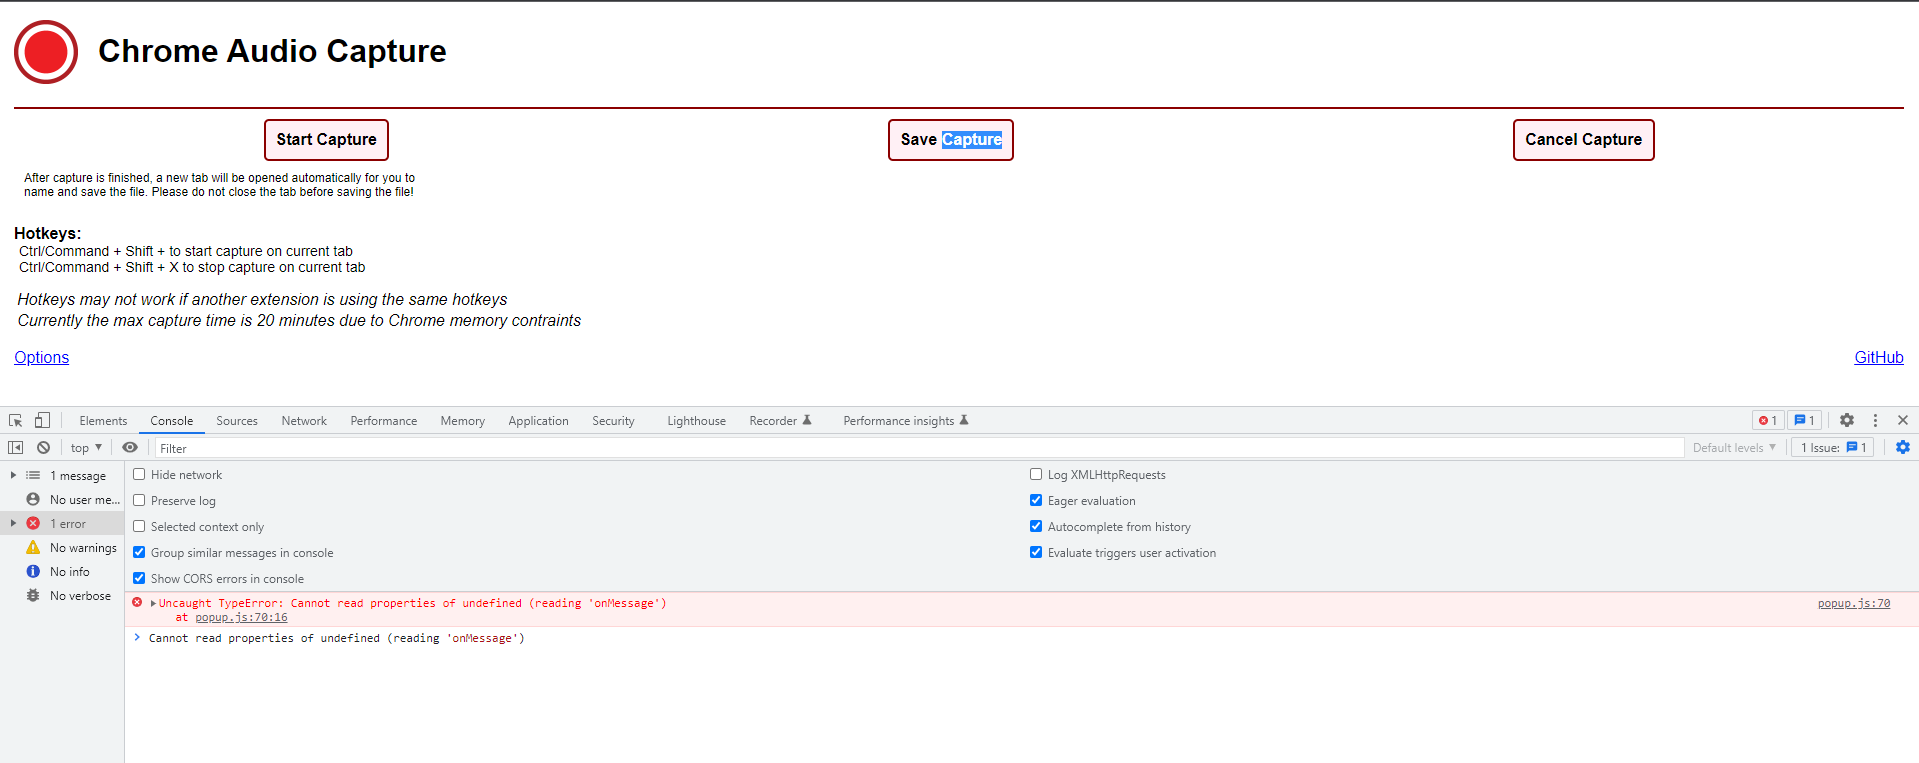 Chrome Audio Capture
Start Capture
Save Capture
Cancel Capture
After capture is finished, a new tab will be opened automatically for you to
name and save the file. Please do not close the tab before saving the file!
Hotkeys:
Ctrl/Command + Shift + to start capture on current tab
Ctrl/Command + Shift + X to stop capture on current tab
Hotkeys may not work if another extension is using the same hotkeys
Currently the max capture time is 20 minutes due to Chrome memory contraints
Options
GitHub
Elements Console Sources Network Performance Memory Application Security Lighthouse Recorder Performance insights 1 1
top Filter Default levels 1 Issue: 1
1 message
No user me...
1 error
No warnings
No info
No verbose
Hide network
Preserve log
Selected context only
Group similar messages in console
Show CORS errors in console
Log XMLHttpRequests
Eager evaluation
Autocomplete from history
Evaluate triggers user activation
Uncaught TypeError: Cannot read properties of undefined (reading 'onMessage') popup.js:70
at popup.js:70:16
Cannot read properties of undefined (reading 'onMessage')